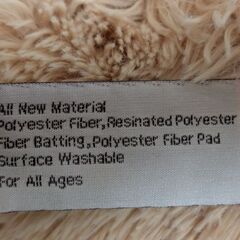 All New Material
Polyester Fiber,Resinated Polyester
Fiber Batting,Polyester Fiber Pad
Surface Washable
For All Ages